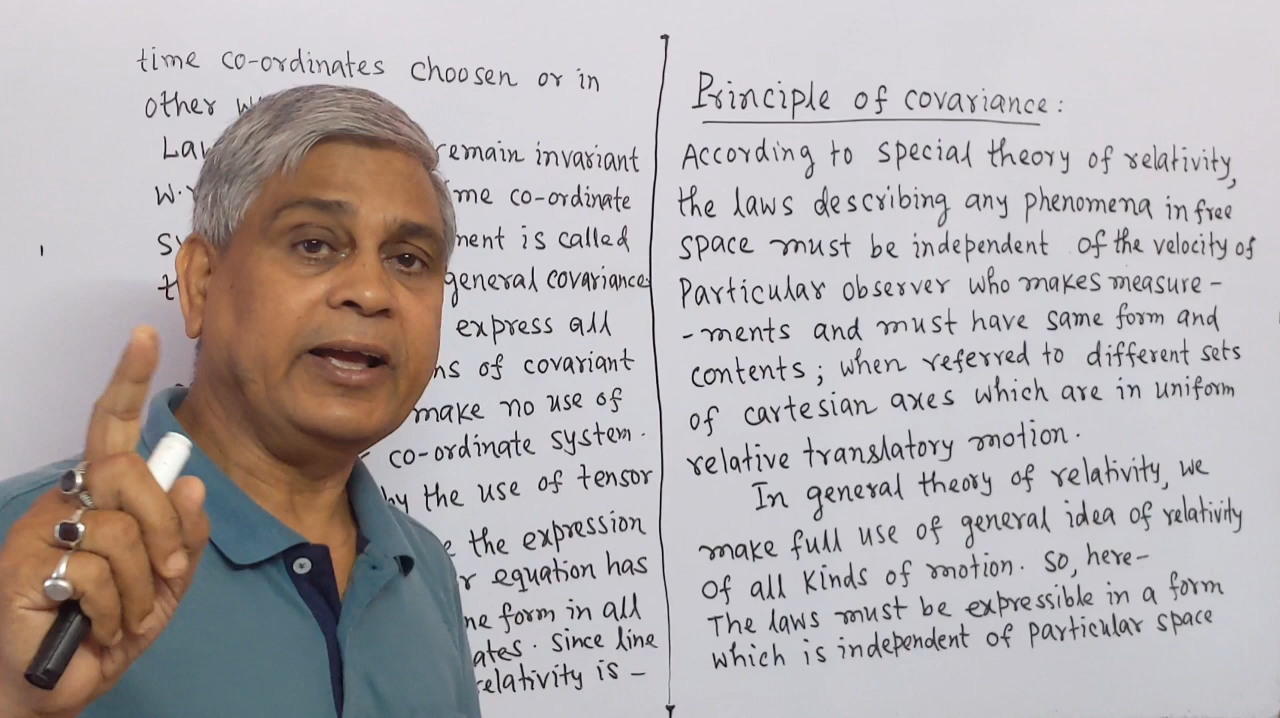 time co-ordinates choosen or in
other
remain invariant
co-ordinate
is called
general covariance
express all
of covariant
make no use of
co-ordinate system.
by the use of tensor
the expression
equation has
form in all
Since line
relativity is -
Principle of covariance:
According to special theory of relativity,
the laws describing any phenomena in free
space must be independent of the velocity of
Particular observer who makes measure-
-ments and must have same form and
contents; when referred to different sets
of cartesian axes which are in uniform
relative translatory motion.
In general theory of relativity, we
make full use of general idea of relativity
of all kinds of motion. So, here-
The laws must be expressible in a form
which is independent of particular space